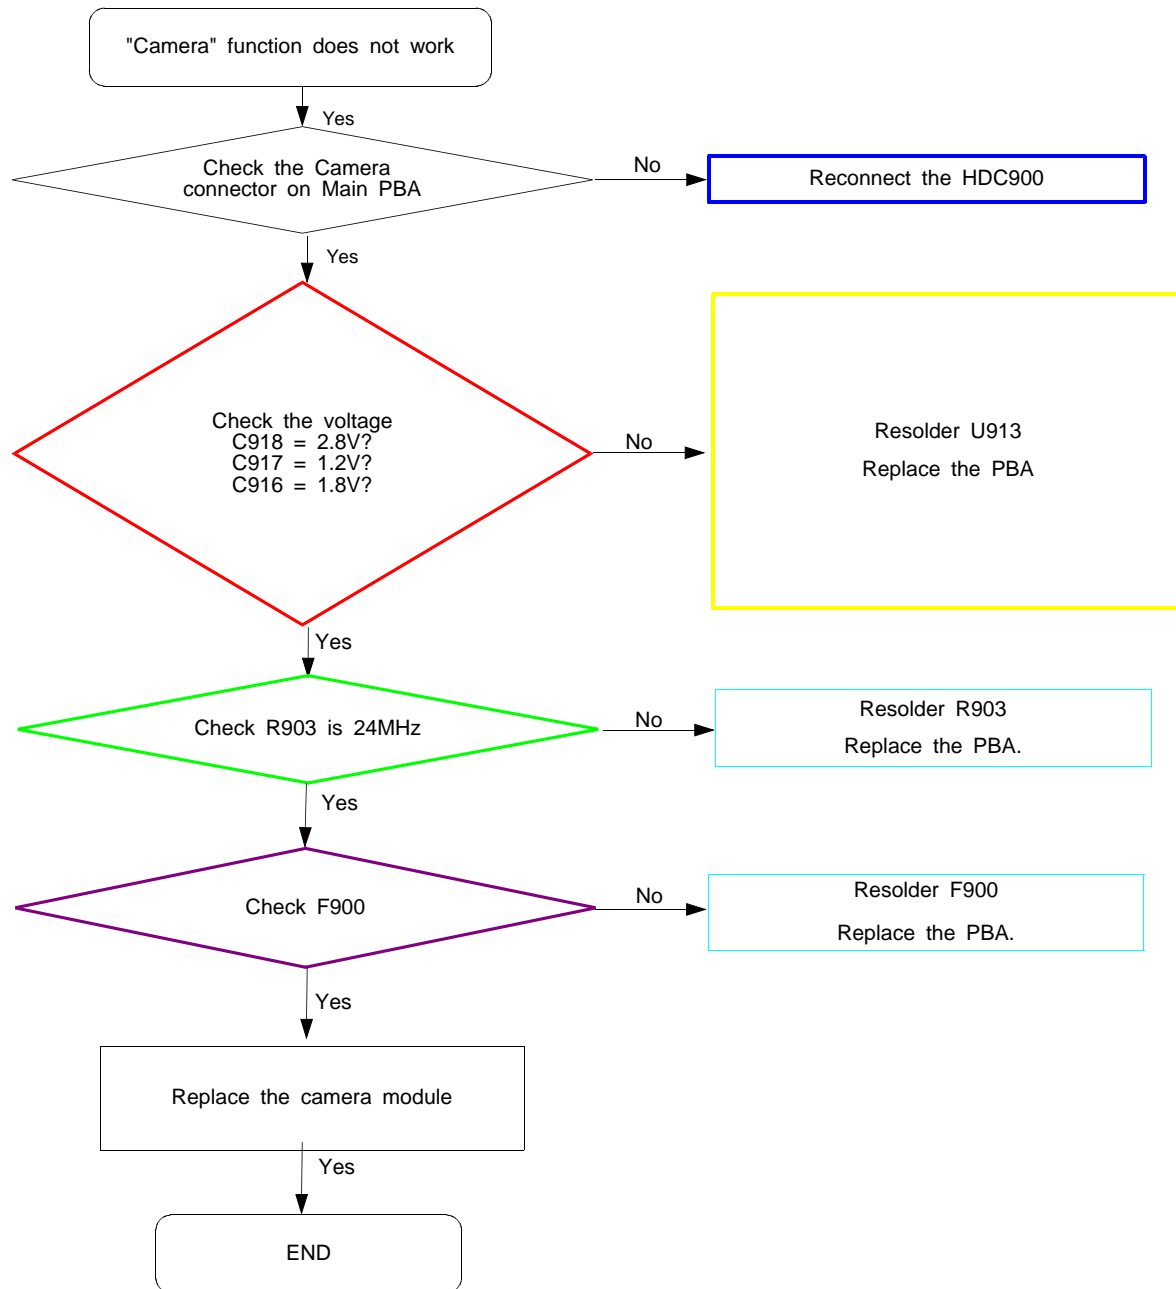 "Camera" function does not work
Yes
Check the Camera
connector on Main PBA
No
Reconnect the HDC900
Yes
Check the voltage
C918 = 2.8V?
C917 = 1.2V?
C916 = 1.8V?
No
Resolder U913
Replace the PBA
Yes
Check R903 is 24MHz
No
Resolder R903
Replace the PBA.
Yes
Check F900
No
Resolder F900
Replace the PBA.
Yes
Replace the camera module
Yes
END